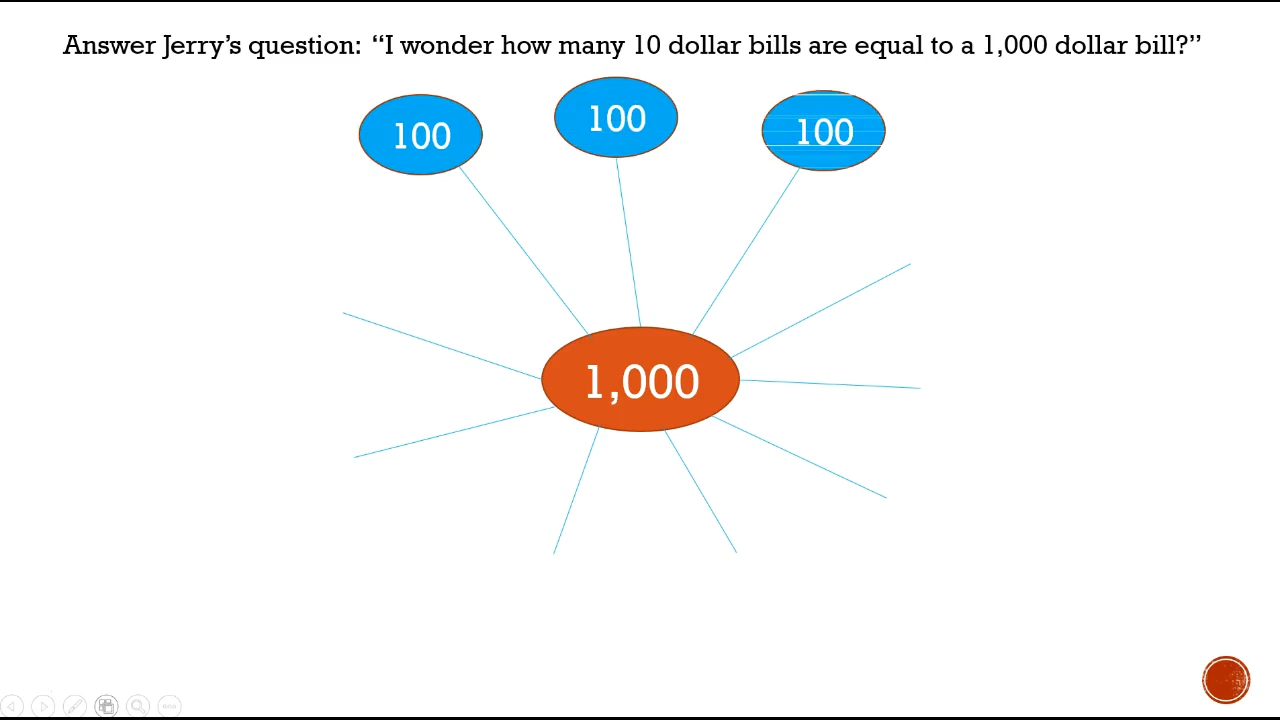 Answer Jerry’s question: “I wonder how many 10 dollar bills are equal to a 1,000 dollar bill?”
100
100
100
1,000